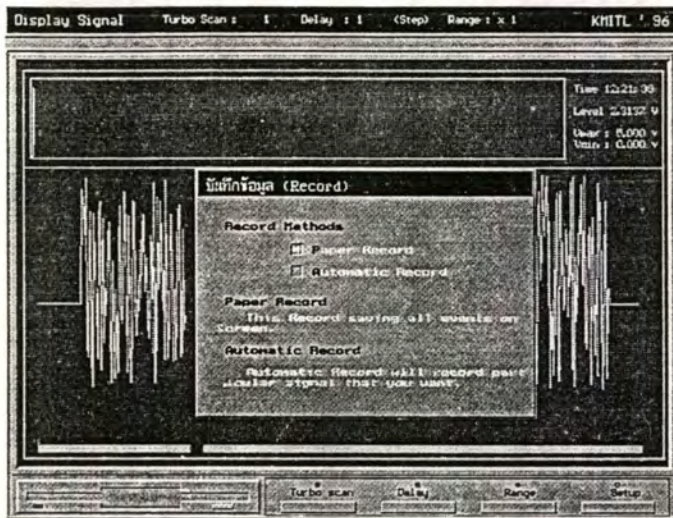 Display Signal Turbo Scan : 1 Delay : 1 (Step) Range : x 1 KMITL ' 96
Time 12:21:38
Level 2.3137 V
Vmax : 5.000 v
Vmin : 0.000 v
บันทึกข้อมูล (Record)
Record Methods
Paper Record
Automatic Record
Paper Record
This Record saving all events on
Screen.
Automatic Record
Automatic Record will record part
icular signal that you want.
Turbo scan Delay Range Setup